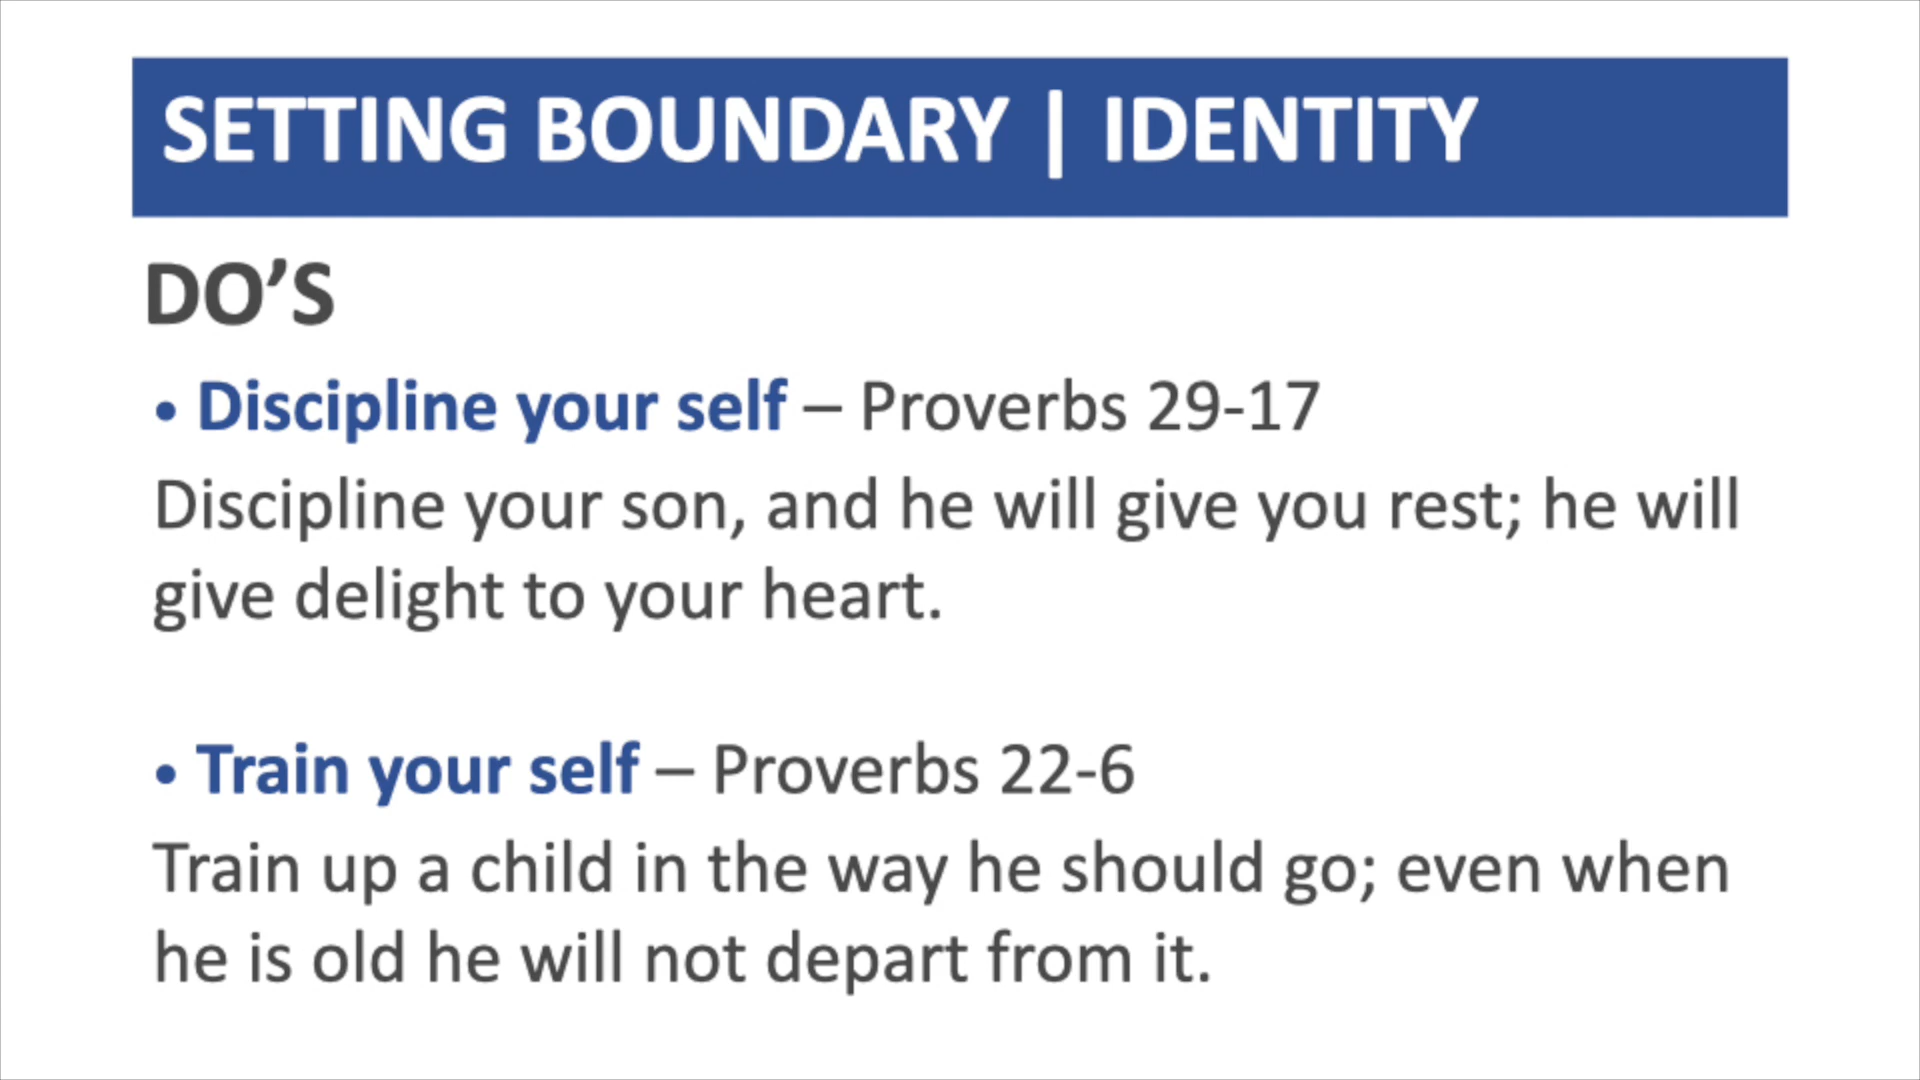 SETTING BOUNDARY | IDENTITY
DO’S
• Discipline your self – Proverbs 29-17
Discipline your son, and he will give you rest; he will
give delight to your heart.
• Train your self – Proverbs 22-6
Train up a child in the way he should go; even when
he is old he will not depart from it.